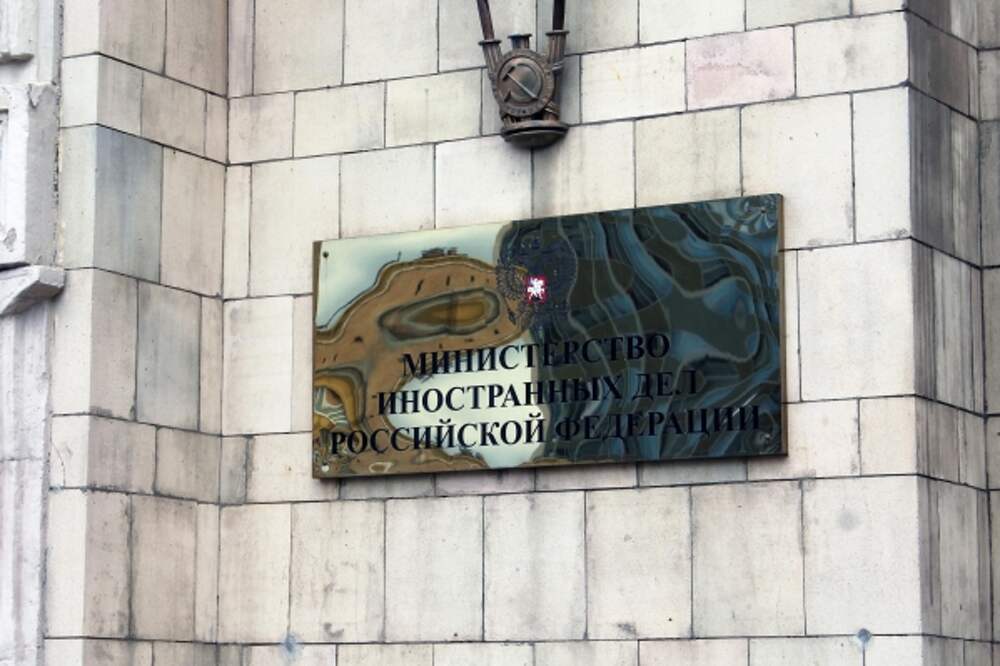 МИНИСТЕРСТВО
ИНОСТРАННЫХ ДЕЛ
РОССИЙСКОЙ ФЕДЕРАЦИИ